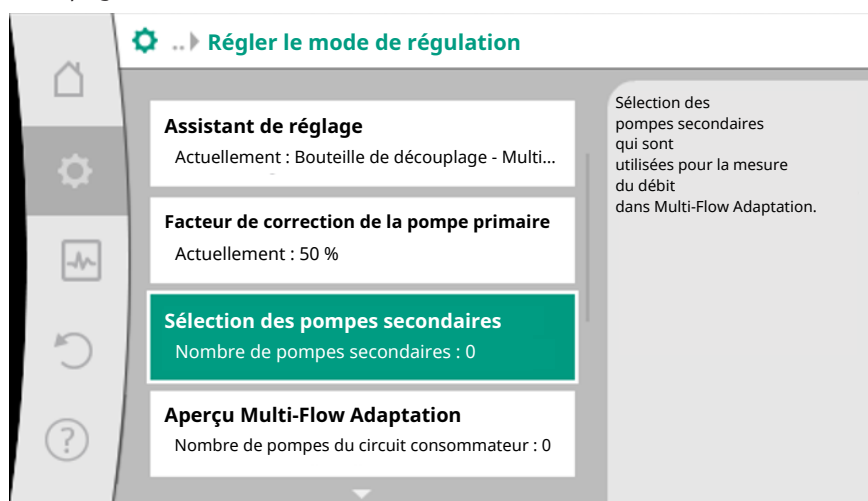 .. Régler le mode de régulation
Assistant de réglage
Actuellement : Bouteille de découplage - Multi...
Facteur de correction de la pompe primaire
Actuellement : 50 %
Sélection des pompes secondaires
Nombre de pompes secondaires : 0
Aperçu Multi-Flow Adaptation
Nombre de pompes du circuit consommateur : 0
Sélection des
pompes secondaires
qui sont
utilisées pour la mesure
du débit
dans Multi-Flow Adaptation.
?